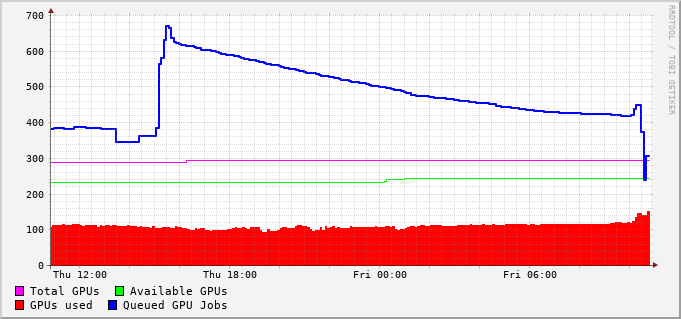 700
600
500
400
300
200
100
0
Thu 12:00 Thu 18:00 Fri 00:00 Fri 06:00
Total GPUs Available GPUs
GPUs used Queued GPU Jobs
RRDTOOL / TOBI OETIKER